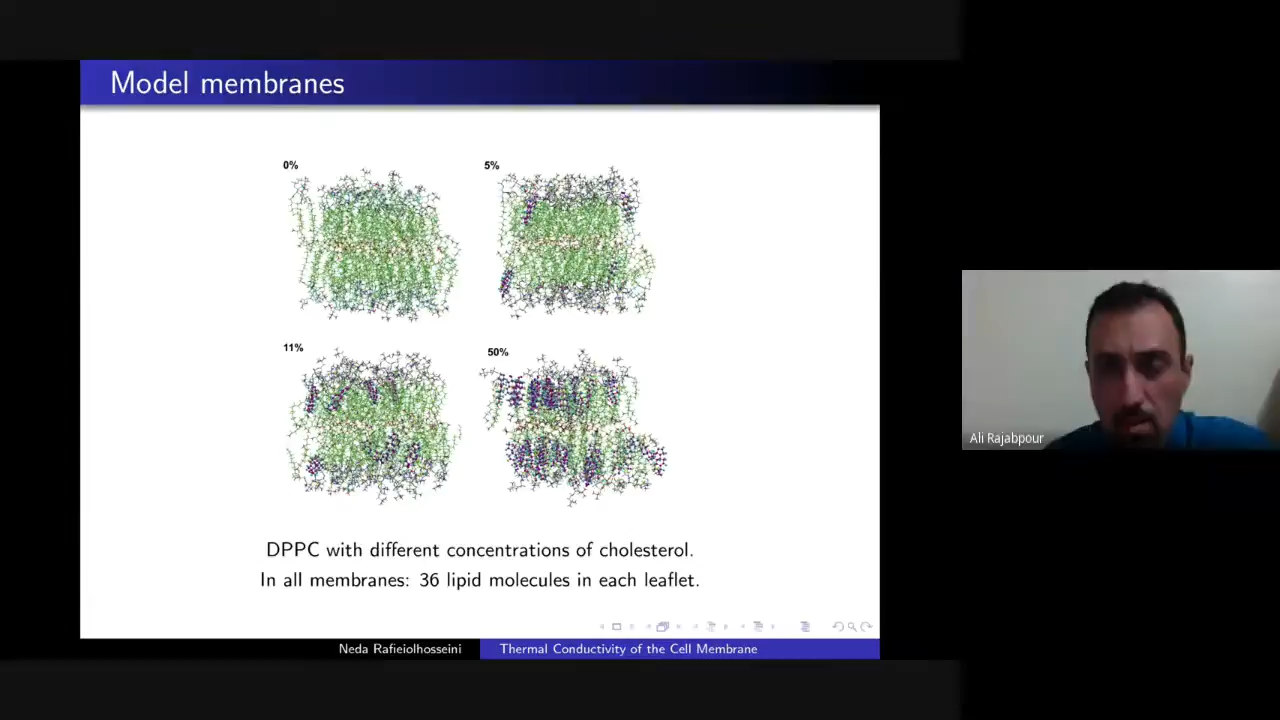 Model membranes
0%
5%
11%
50%
DPPC with different concentrations of cholesterol.
In all membranes: 36 lipid molecules in each leaflet.
Neda Rafieiolhosseini
Thermal Conductivity of the Cell Membrane
Ali Rajabpour